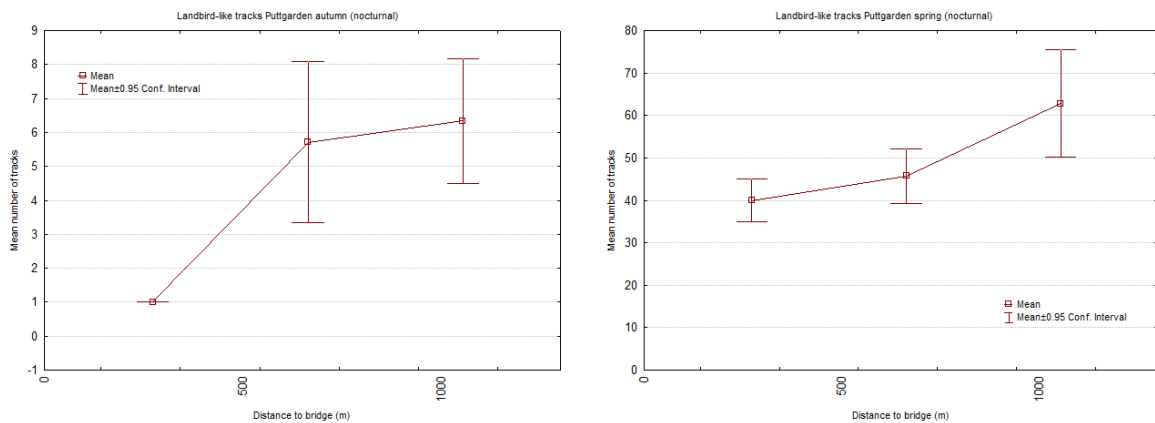 Landbird-like tracks Puttgarden autumn (nocturnal)
9
8
7
6
5
4
3
2
1
0
-1
Mean number of tracks
Mean
Mean±0.95 Conf. Interval
0
500
1000
Distance to bridge (m)
Landbird-like tracks Puttgarden spring (nocturnal)
80
70
60
50
40
30
20
10
0
Mean number of tracks
Mean
Mean±0.95 Conf. Interval
0
500
1000
Distance to bridge (m)